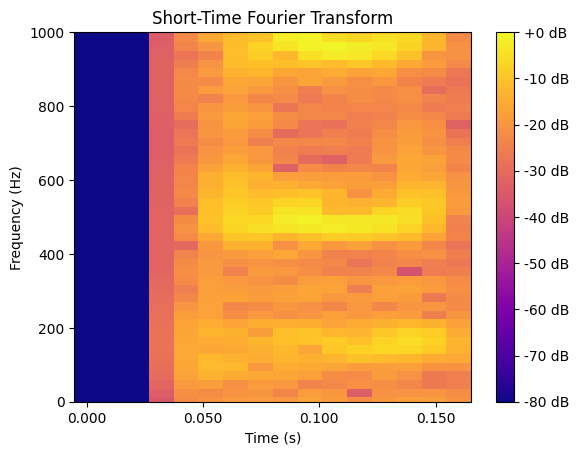 Short-Time Fourier Transform
1000
800
600
400
200
0
Frequency (Hz)
0.000
0.050
0.100
0.150
Time (s)
+0 dB
-10 dB
-20 dB
-30 dB
-40 dB
-50 dB
-60 dB
-70 dB
-80 dB